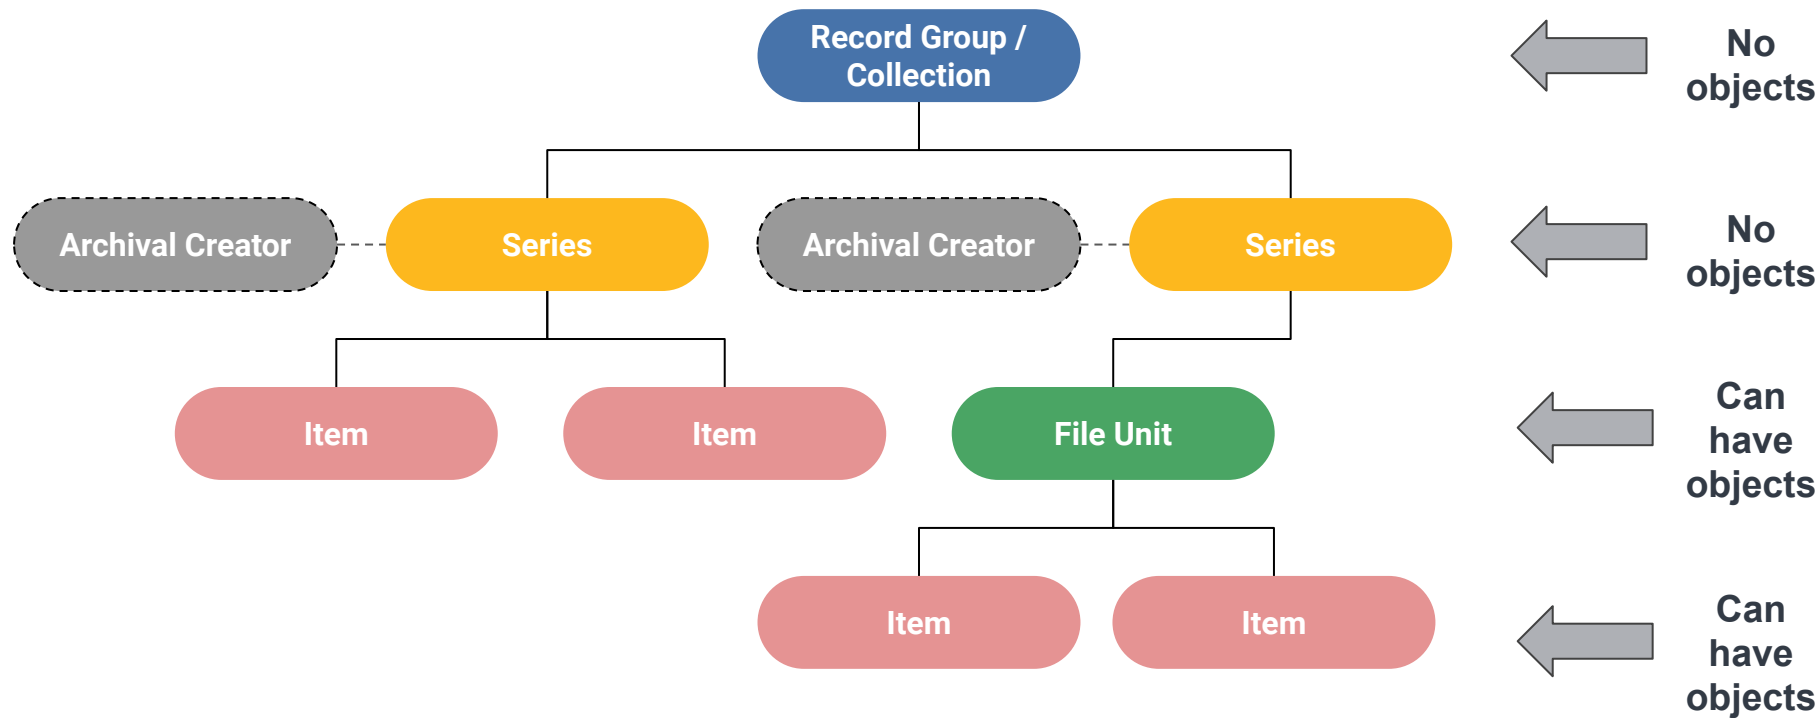 Record Group /
Collection
No
objects
Archival Creator
Series
Archival Creator
Series
No
objects
Item
Item
File Unit
Can
have
objects
Item
Item
Can
have
objects